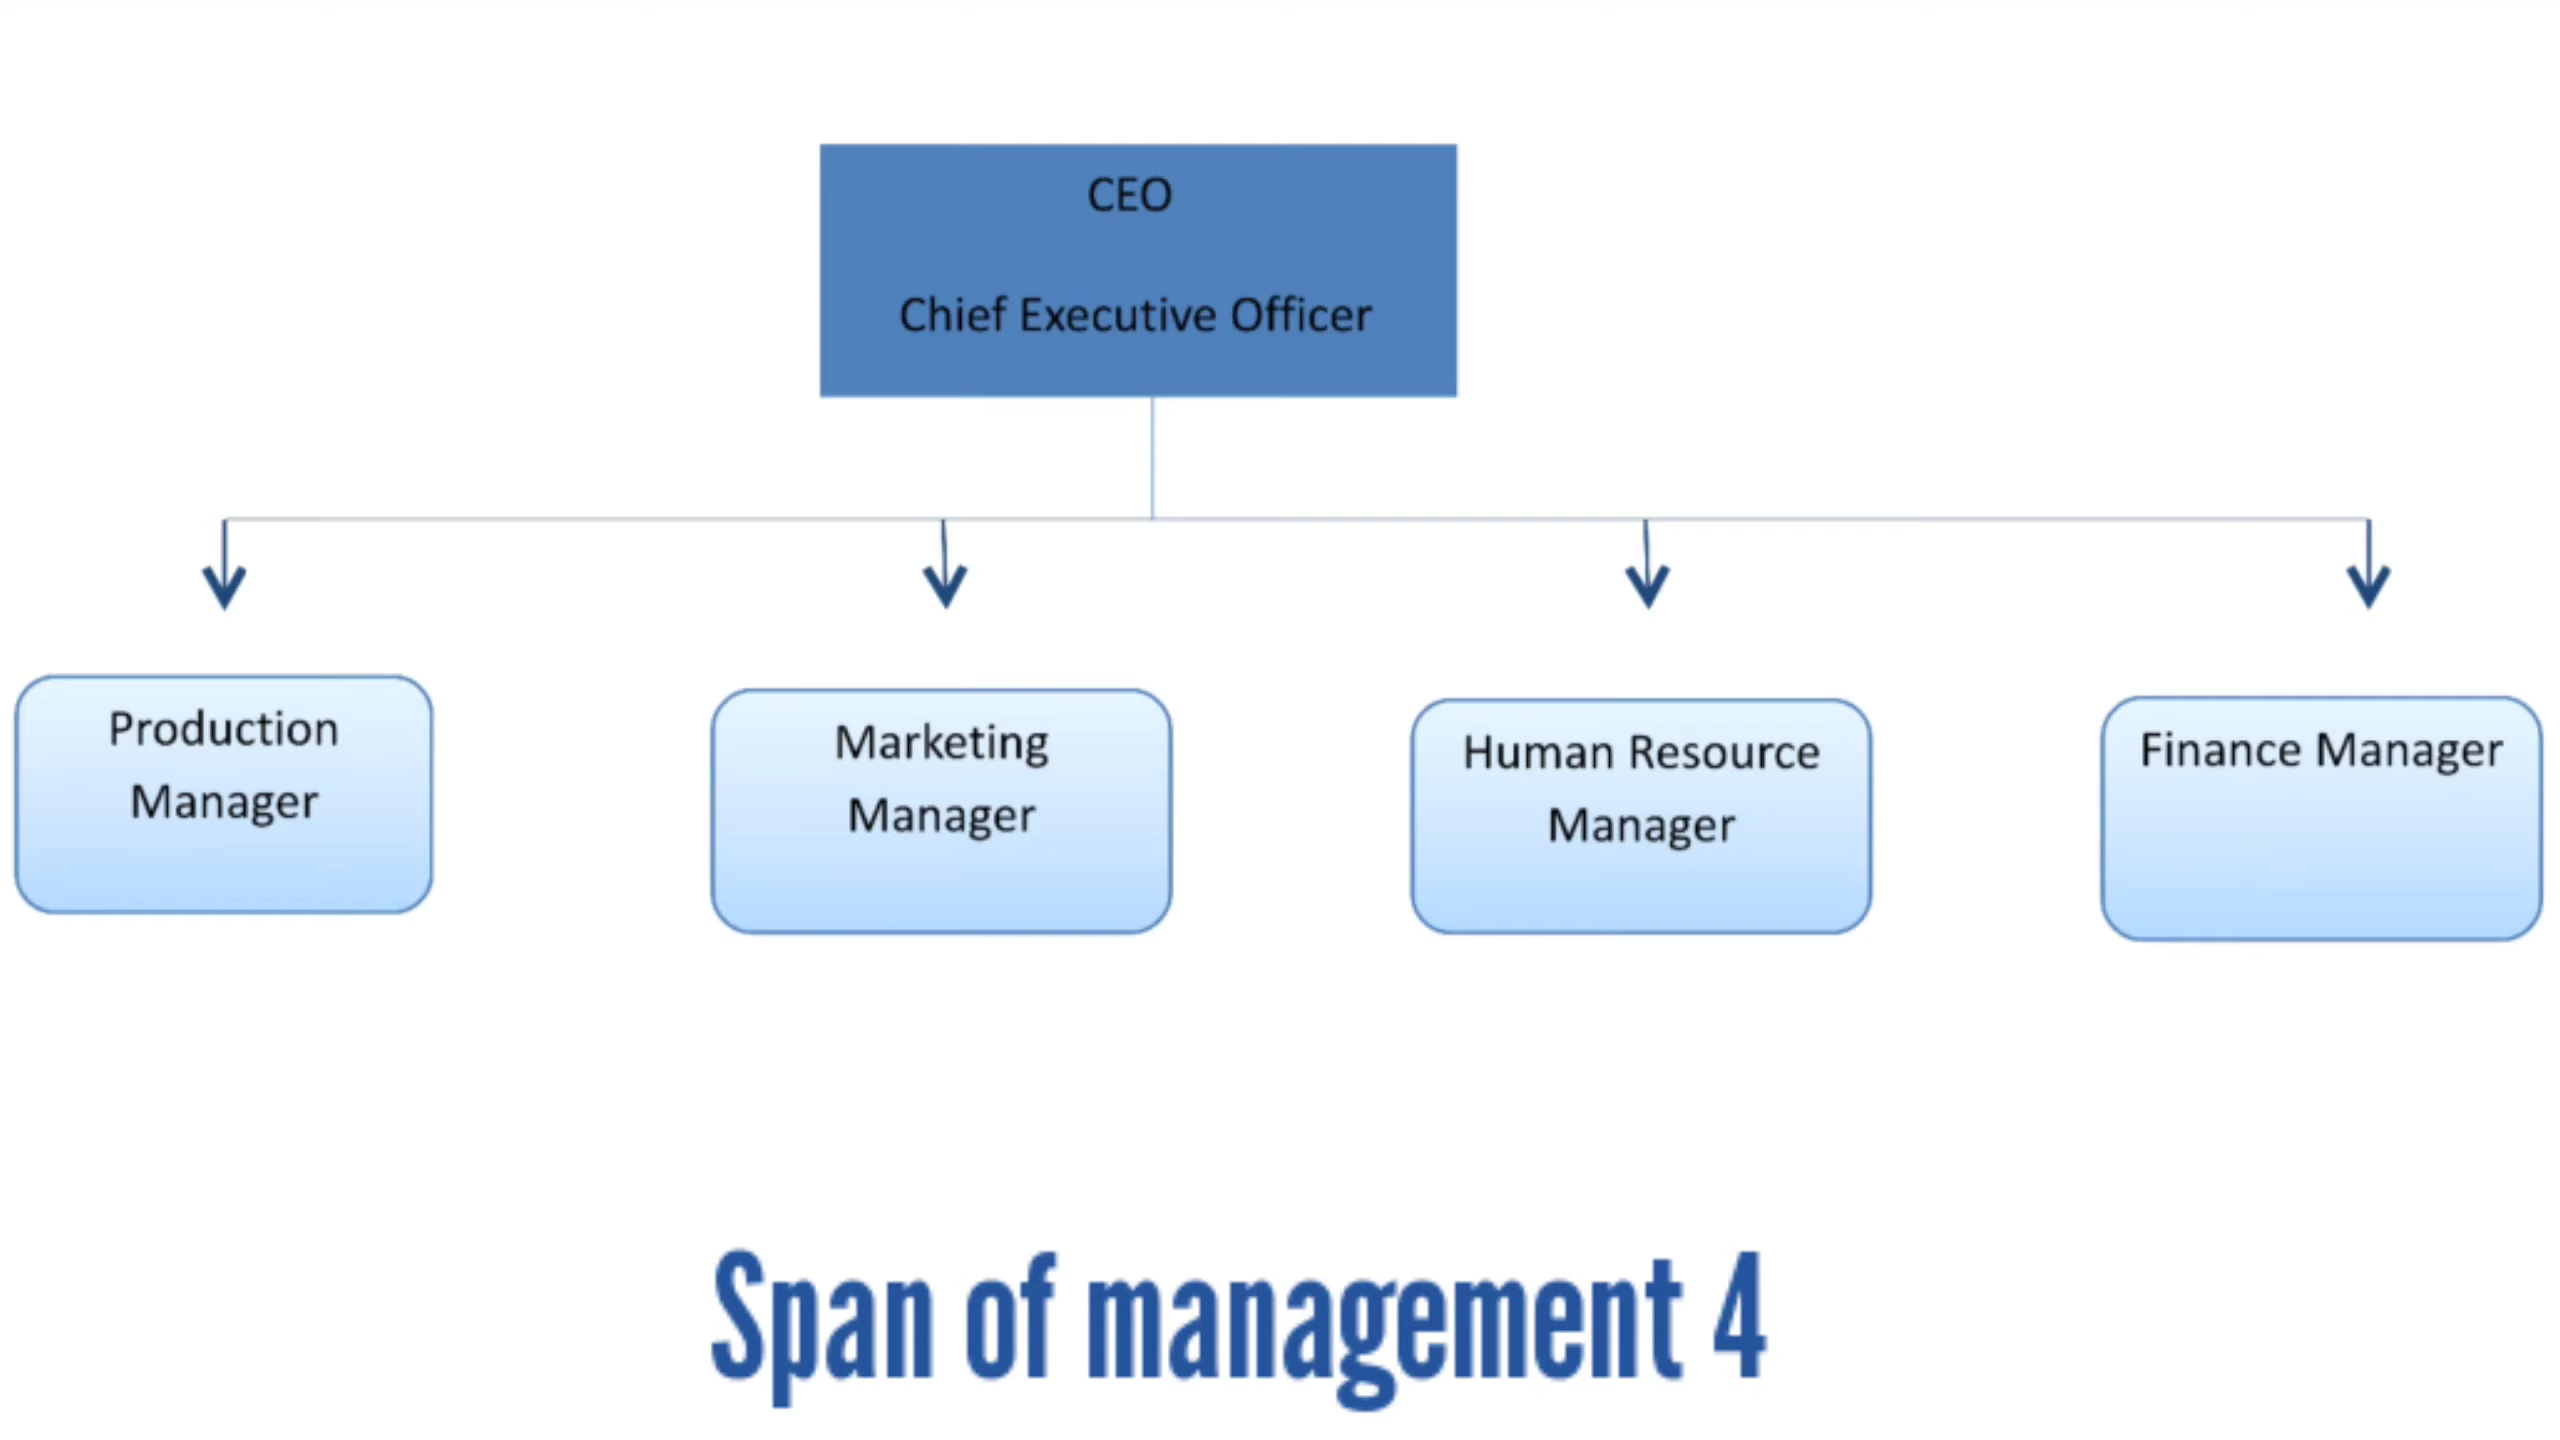 CEO
Chief Executive Officer
Production
Manager
Marketing
Manager
Human Resource
Manager
Finance Manager
Span of management 4